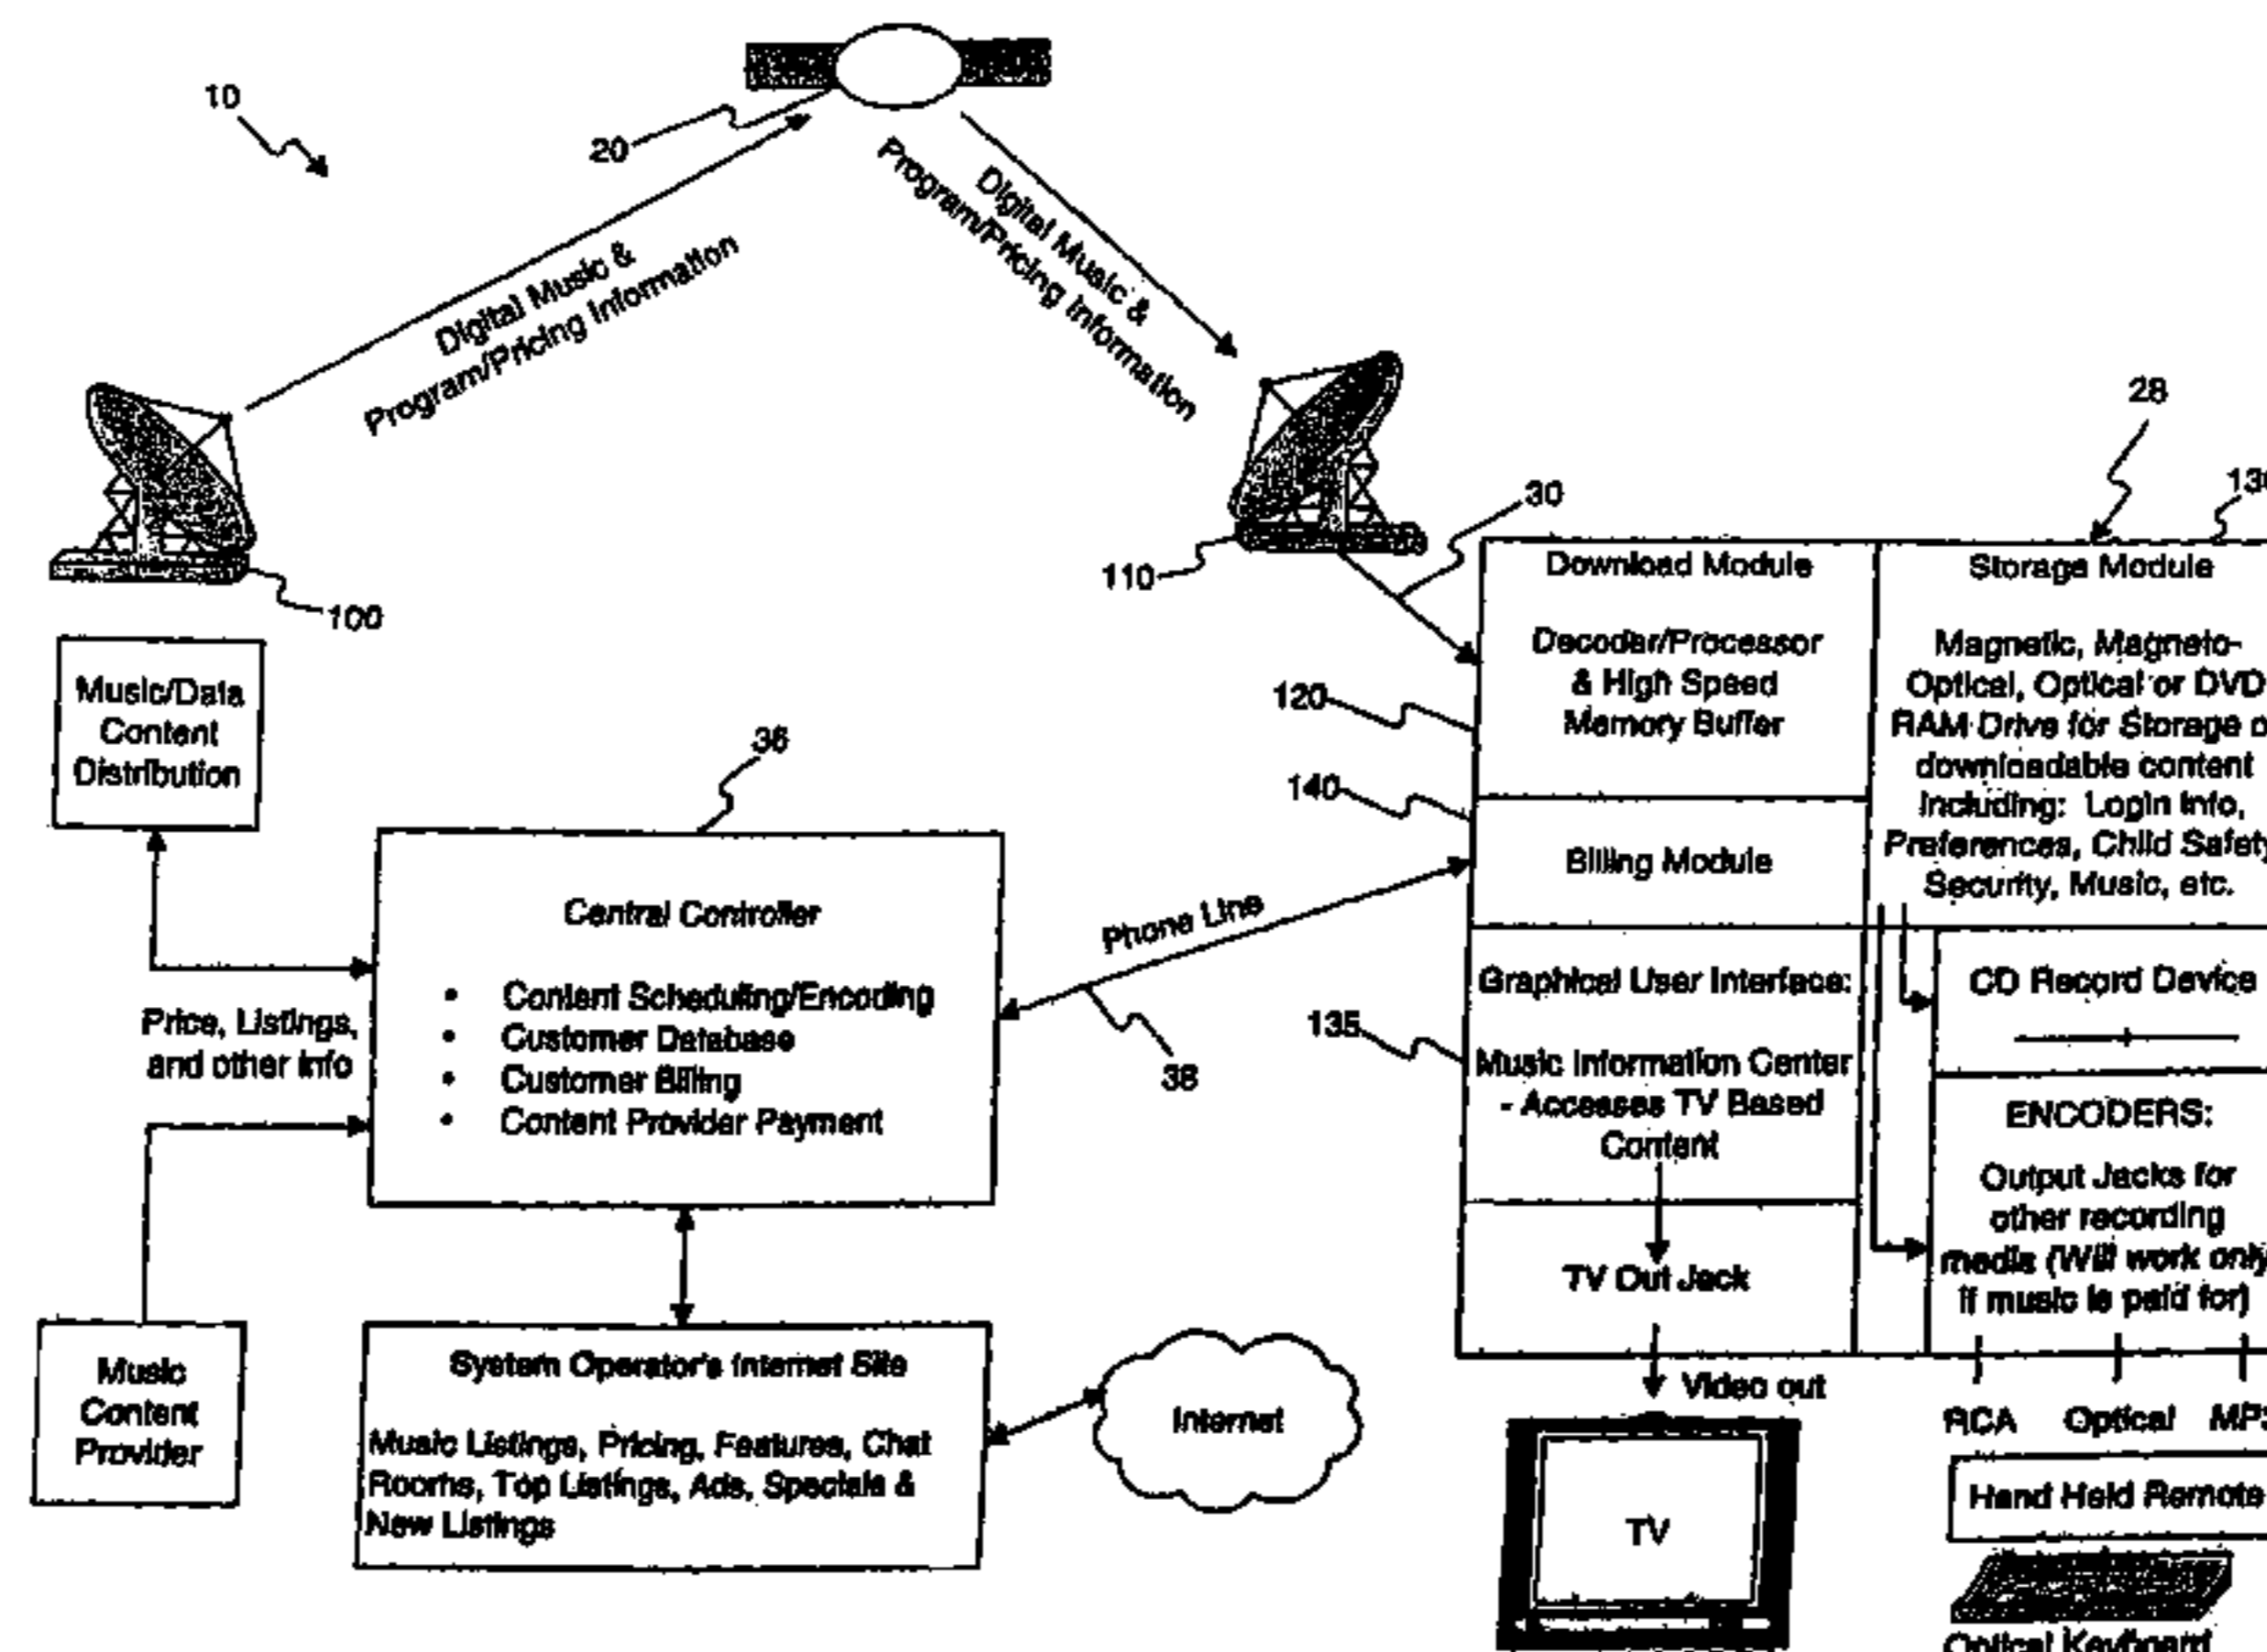 10
20
Digital Music &
Program/Pricing Information
Digital Music &
Program/Pricing Information
100
110
30
28
Music/Data
Content
Distribution
36
Central Controller
• Content Scheduling/Encoding
• Customer Database
• Customer Billing
• Content Provider Payment
Price, Listings,
and other info
Music
Content
Provider
System Operator's Internet Site
Music Listings, Pricing, Features, Chat
Rooms, Top Listings, Ads, Specials &
New Listings
Internet
Phone Line
38
120
140
135
Download Module
Decoder/Processor
& High Speed
Memory Buffer
Billing Module
Graphical User Interface:
Music Information Center
- Accesses TV Based
Content
TV Out Jack
Video out
TV
Storage Module
Magnetic, Magneto-
Optical, Optical or DVD
RAM Drive for Storage
downloadable content
including: Login Info,
Preferences, Child Safety
Security, Music, etc.
CD Record Device
ENCODERS:
Output Jacks for
other recording
media (Will work only
if music is paid for)
RCA Optical
Hand Held Remote
Optical Keyboard